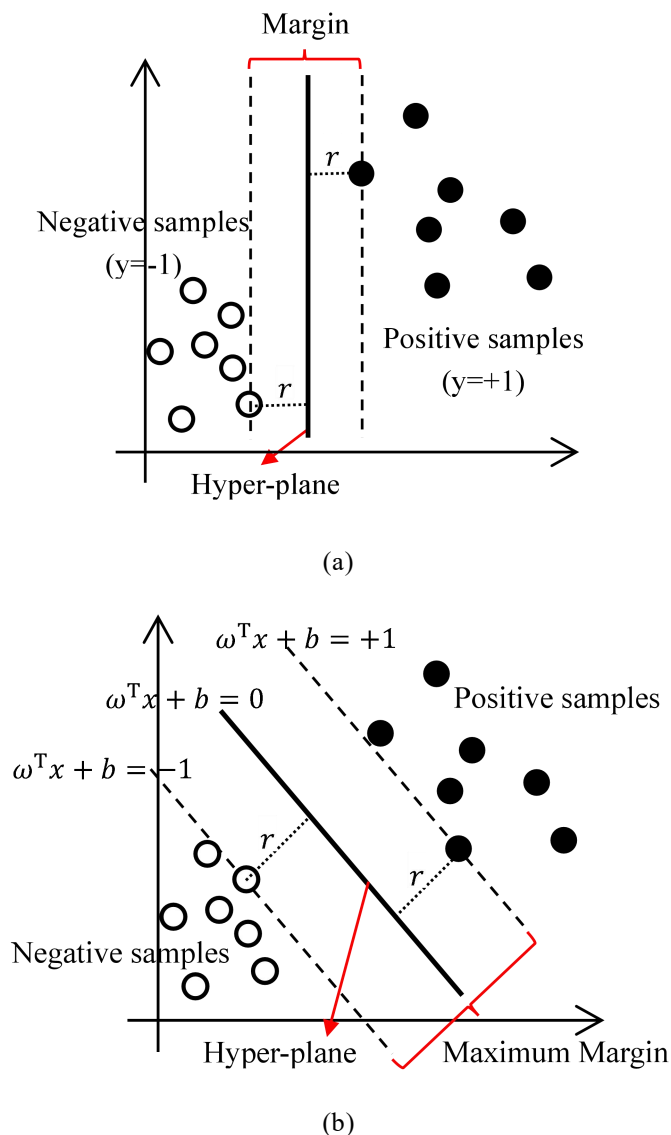 Margin
r
Negative samples
(y=-1)
Positive samples
(y=+1)
r
Hyper-plane
(a)
ωᵀx + b = +1
ωᵀx + b = 0
Positive samples
ωᵀx + b = −1
r
r
Negative samples
Hyper-plane
Maximum Margin
(b)